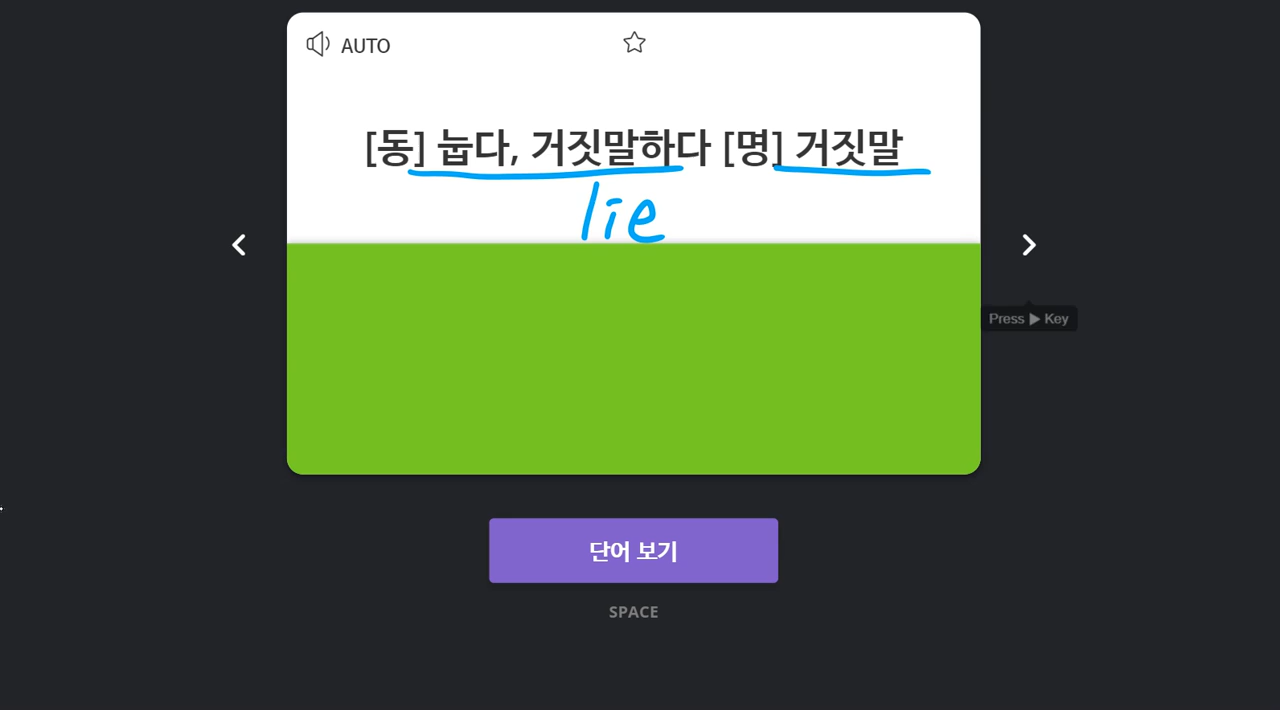 AUTO
[동] 눕다, 거짓말하다 [명] 거짓말
lie
Press ▶ Key
단어 보기
SPACE